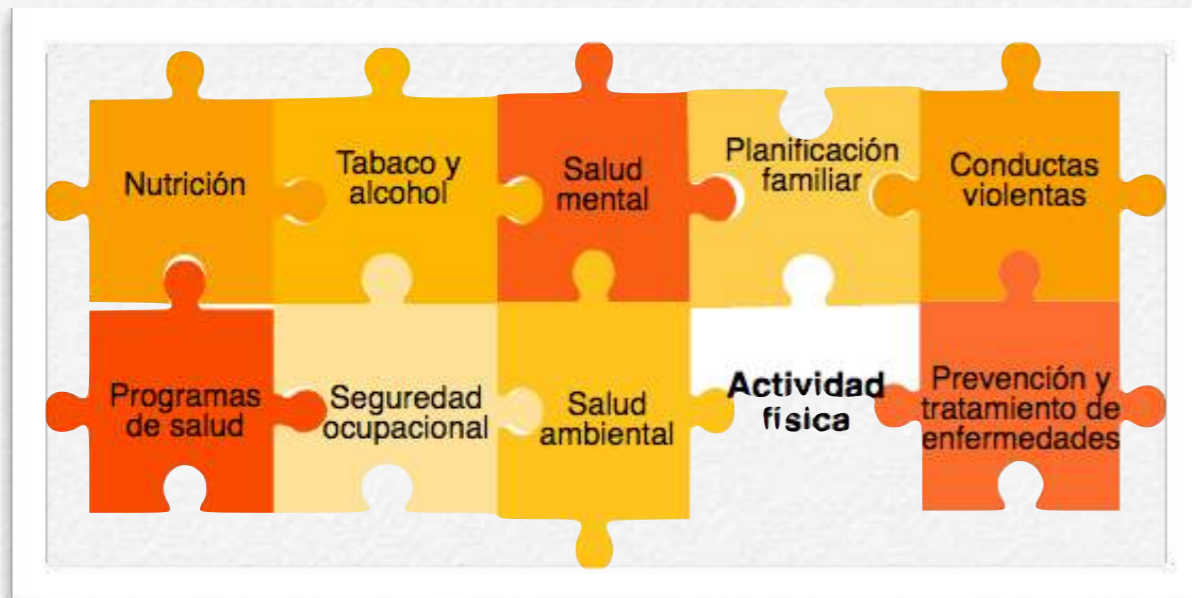 Nutrición
Tabaco y
alcohol
Salud
mental
Planificación
familiar
Conductas
violentas
Programas
de salud
Seguredad
ocupacional
Salud
ambiental
Actividad
física
Prevención y
tratamiento de
enfermedades